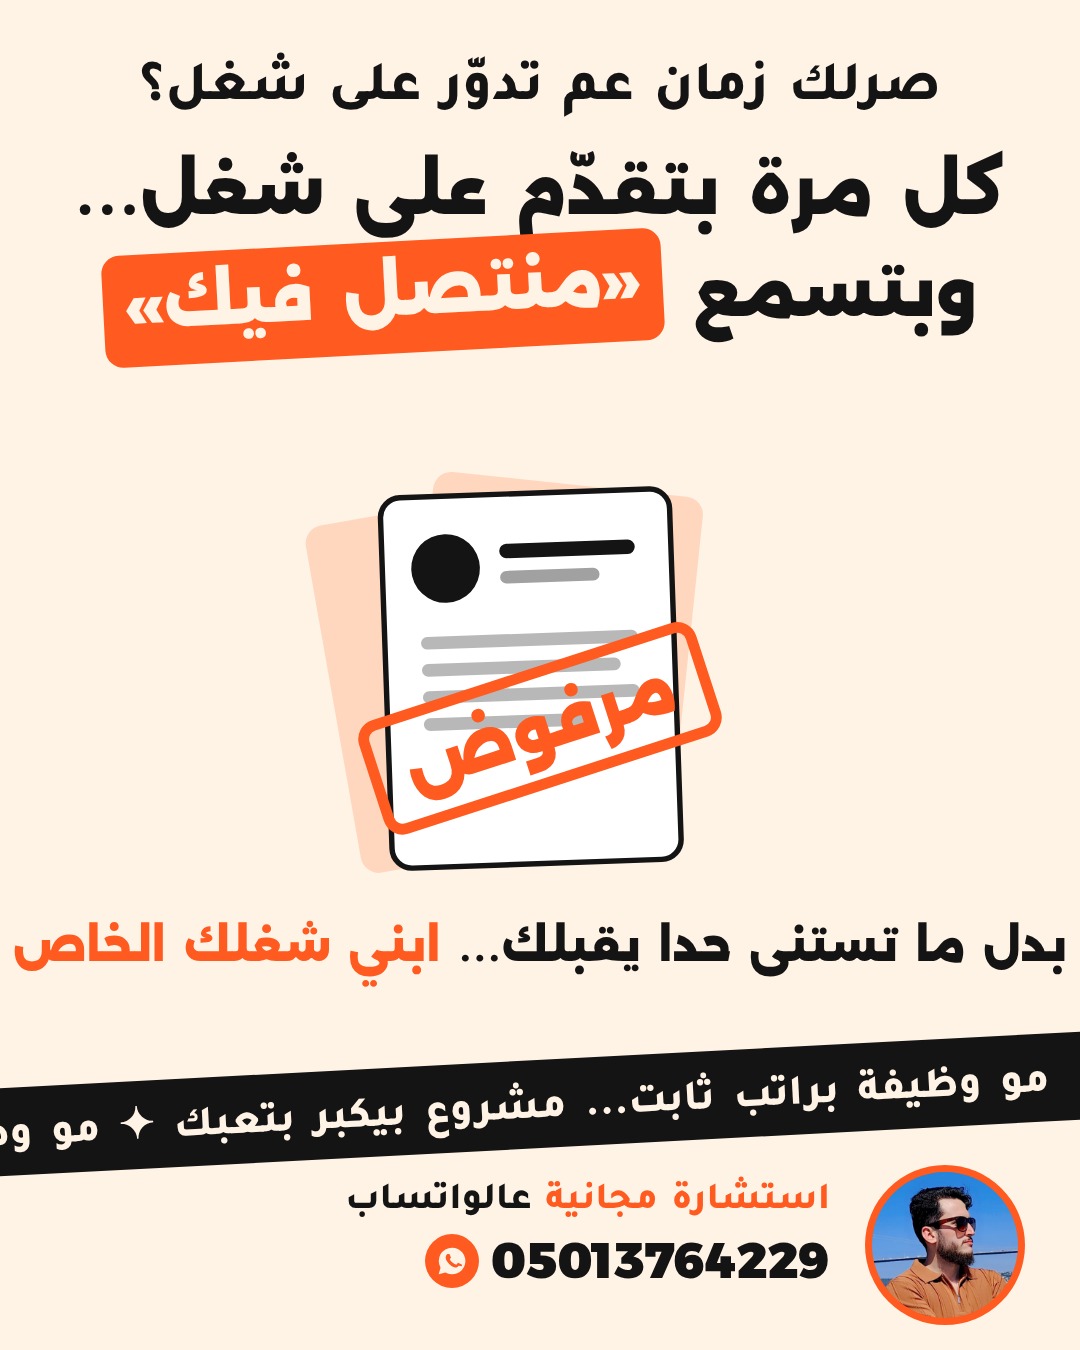 صرلك زمان عم تدوّر على شغل؟
كل مرة بتقدّم على شغل...
وبتسمع «منتصل فيك»
مرفوض
بدل ما تستنى حدا يقبلك... ابني شغلك الخاص
مو وظيفة براتب ثابت... مشروع بيكبر بتعبك ✦ مو
استشارة مجانية عالواتساب
05013764229